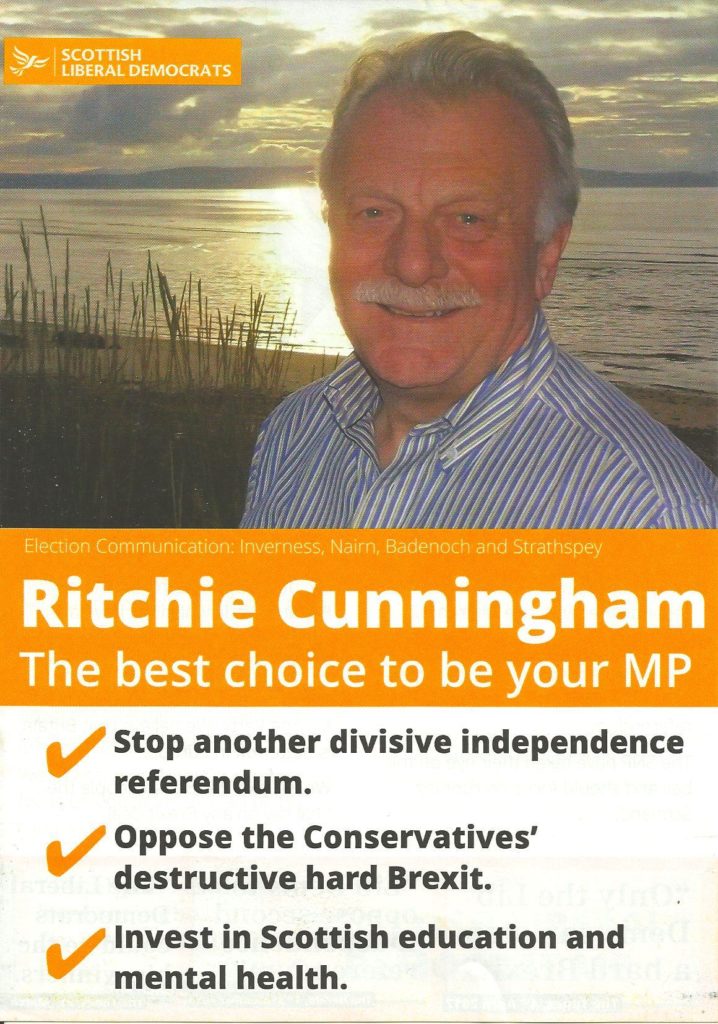 SCOTTISH
LIBERAL DEMOCRATS
Election Communication: Inverness, Nairn, Badenoch and Strathspey
Ritchie Cunningham
The best choice to be your MP
Stop another divisive independence
referendum.
Oppose the Conservatives’
destructive hard Brexit.
Invest in Scottish education and
mental health.